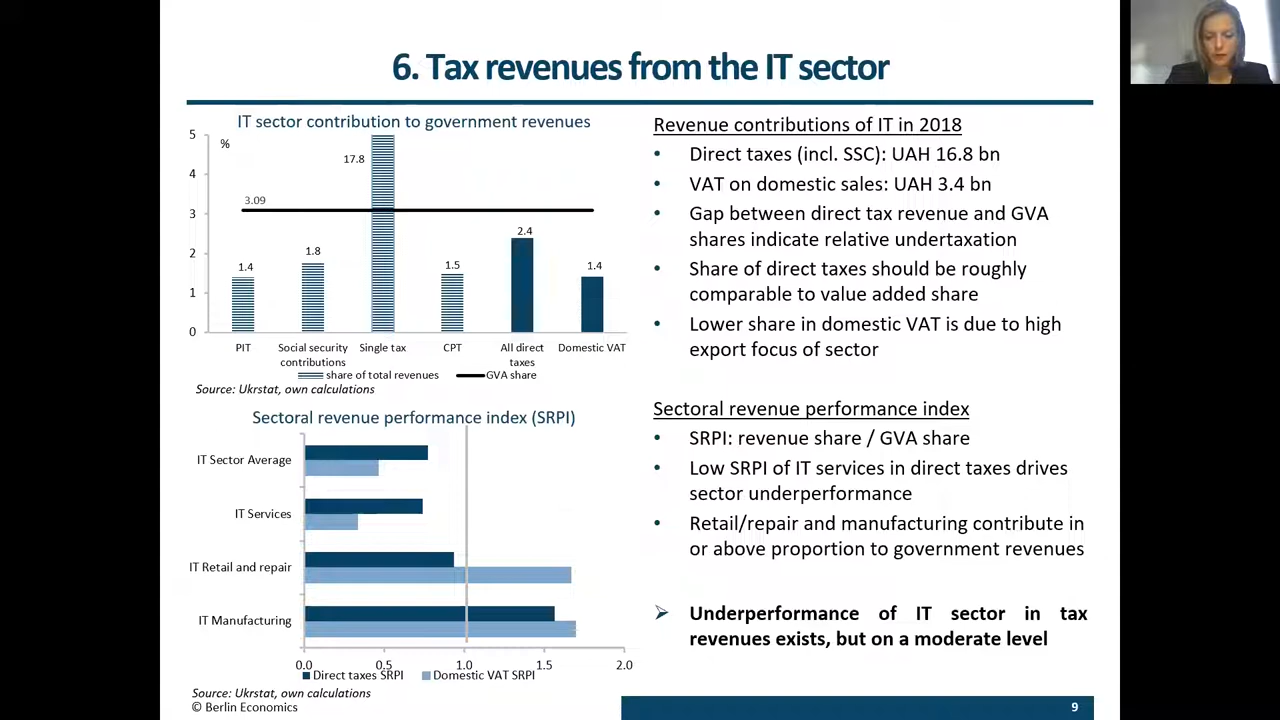 6. Tax revenues from the IT sector
IT sector contribution to government revenues
%
5
4
3
2
1
0
3.09
1.4
1.8
17.8
1.5
2.4
1.4
PIT
Social security
contributions
Single tax
CPT
All direct
taxes
Domestic VAT
share of total revenues
GVA share
Source: Ukrstat, own calculations
Sectoral revenue performance index (SRPI)
IT Sector Average
IT Services
IT Retail and repair
IT Manufacturing
0.0 0.5 1.0 1.5 2.0
Direct taxes SRPI
Domestic VAT SRPI
Source: Ukrstat, own calculations
© Berlin Economics
Revenue contributions of IT in 2018
• Direct taxes (incl. SSC): UAH 16.8 bn
• VAT on domestic sales: UAH 3.4 bn
• Gap between direct tax revenue and GVA
shares indicate relative undertaxation
• Share of direct taxes should be roughly
comparable to value added share
• Lower share in domestic VAT is due to high
export focus of sector
Sectoral revenue performance index
• SRPI: revenue share / GVA share
• Low SRPI of IT services in direct taxes drives
sector underperformance
• Retail/repair and manufacturing contribute in
or above proportion to government revenues
➢ Underperformance of IT sector in tax
revenues exists, but on a moderate level
9